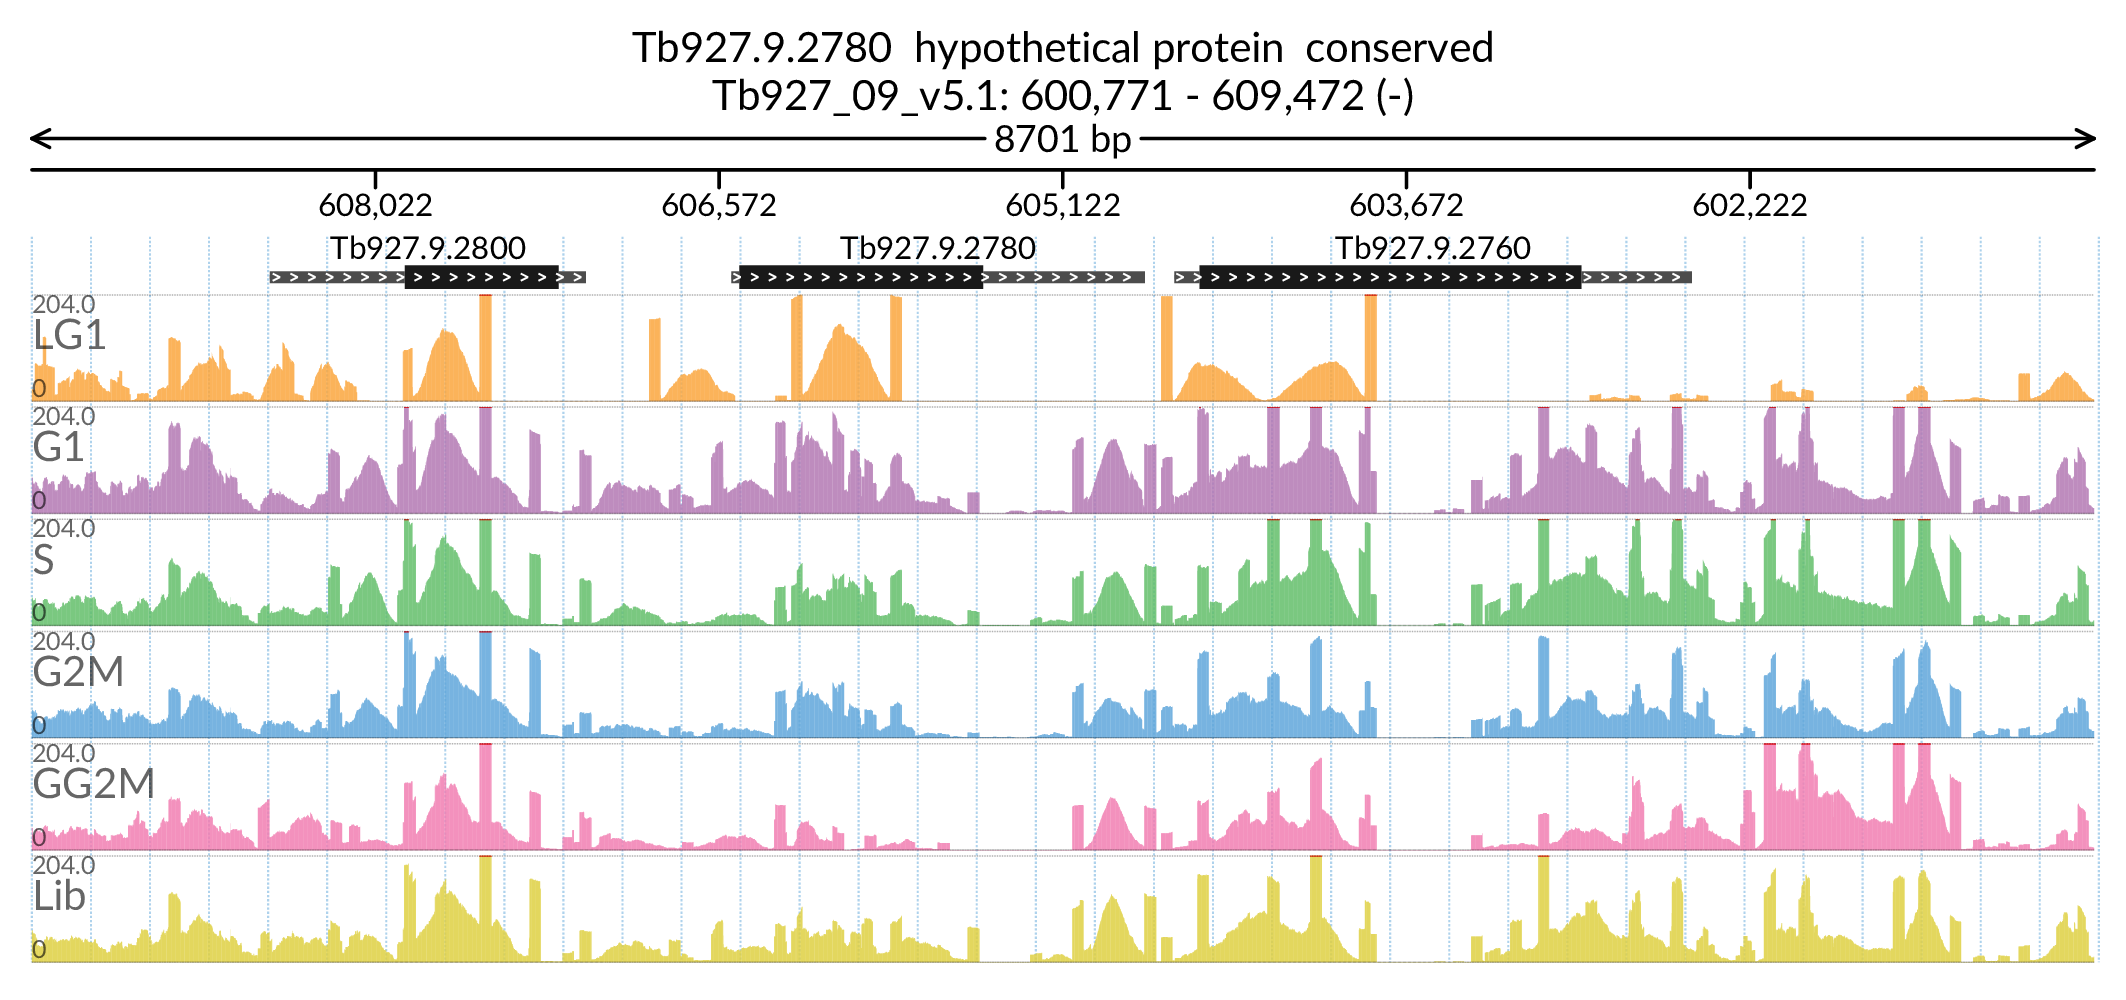 Tb927.9.2780 hypothetical protein conserved
Tb927_09_v5.1: 600,771 - 609,472 (-)
8701 bp
608,022 606,572 605,122 603,672 602,222
Tb927.9.2800 Tb927.9.2780 Tb927.9.2760
204.0
LG1
0
204.0
G1
0
204.0
S
0
204.0
G2M
0
204.0
GG2M
0
204.0
Lib
0